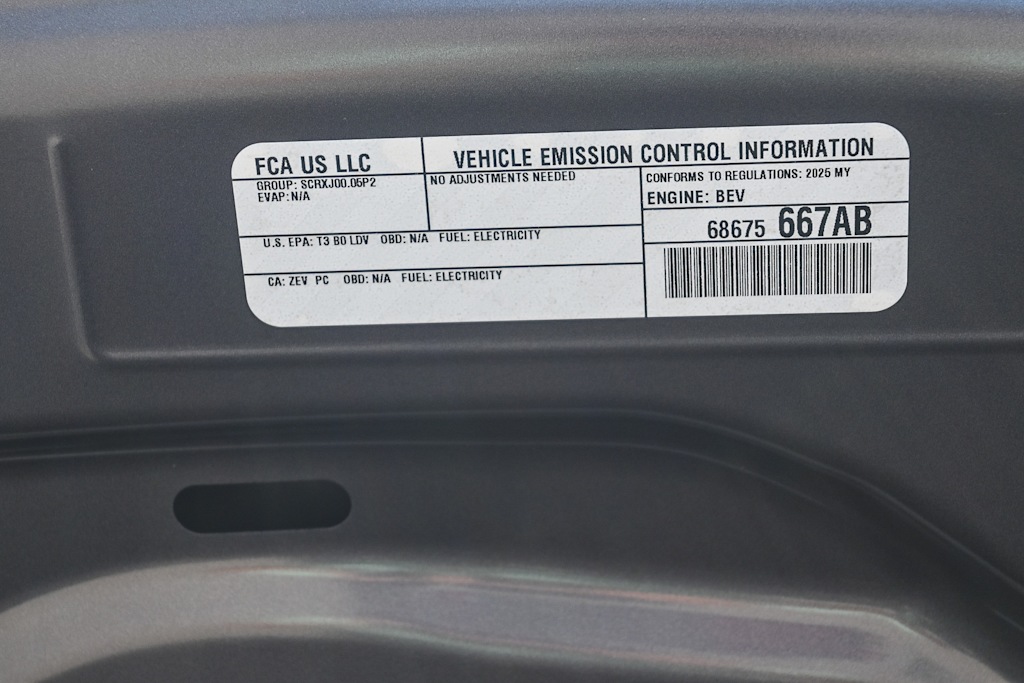 FCA US LLC
VEHICLE EMISSION CONTROL INFORMATION
GROUP: SCRXJ00.05P2
EVAP:N/A
NO ADJUSTMENTS NEEDED
CONFORMS TO REGULATIONS: 2025 MY
ENGINE: BEV
68675 667AB
U.S. EPA: T3 B0 LDV OBD: N/A FUEL: ELECTRICITY
CA: ZEV PC OBD: N/A FUEL: ELECTRICITY